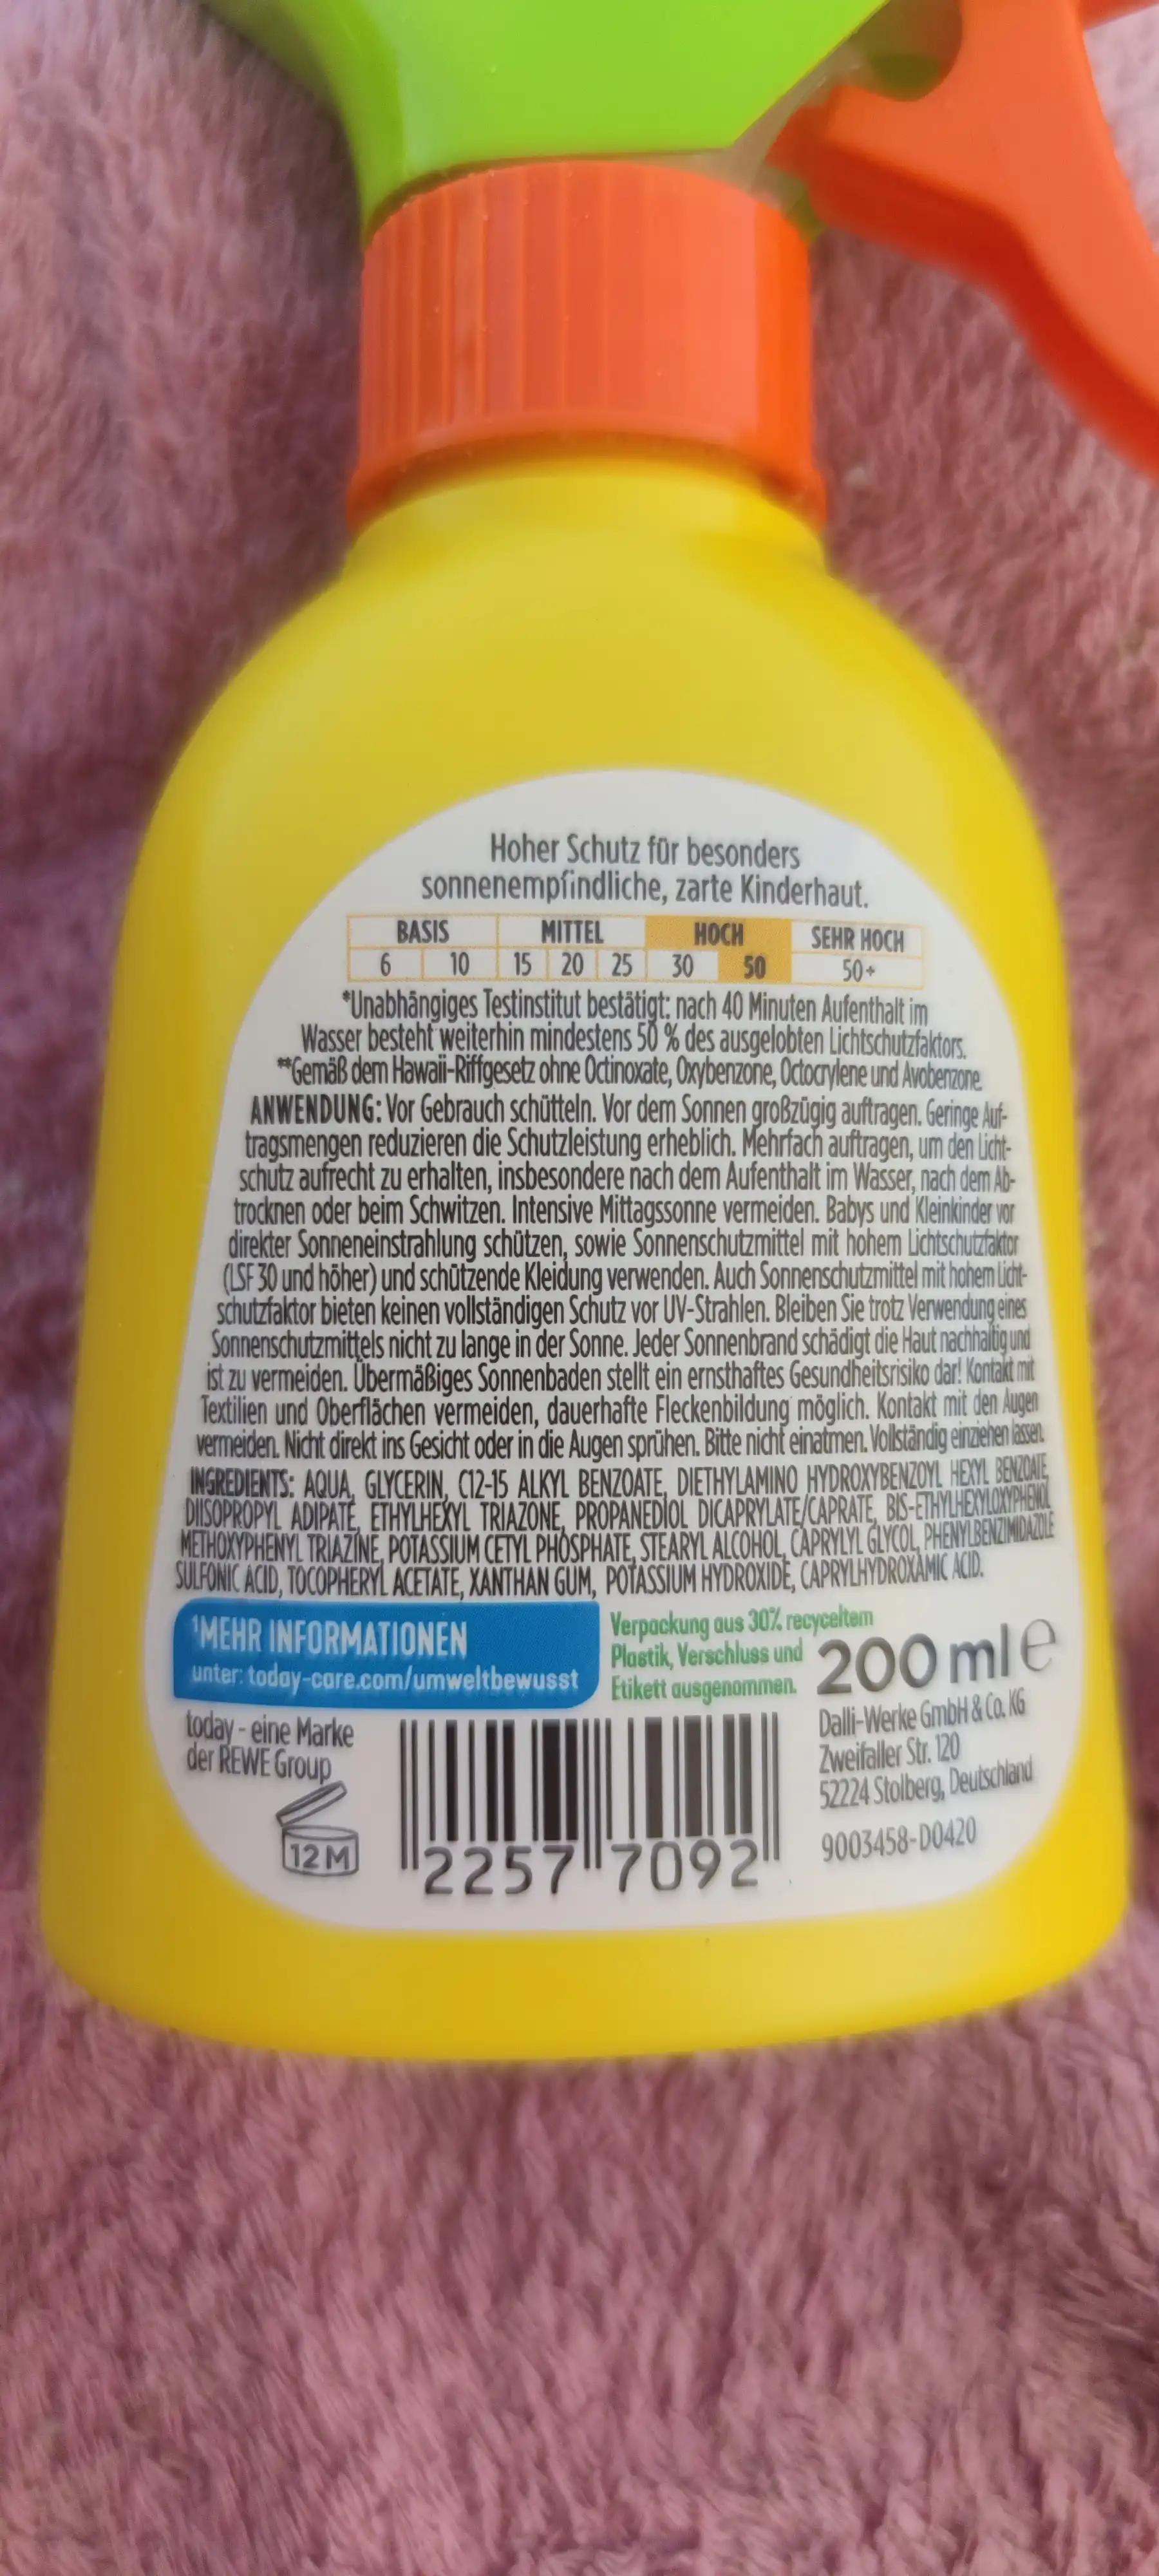 Hoher Schutz für besonders
sonnenempfindliche, zarte Kinderhaut.
BASIS MITTEL HOCH SEHR HOCH
6 10 15 20 25 30 50 50+
*Unabhängiges Testinstitut bestätigt: nach 40 Minuten Aufenthalt im
Wasser besteht weiterhin mindestens 50 % des ausgelobten Lichtschutzfaktors.
**Gemäß dem Hawaii-Riffgesetz ohne Octinoxate, Oxybenzone, Octocrylene und Avobenzone.
ANWENDUNG: Vor Gebrauch schütteln. Vor dem Sonnen großzügig auftragen. Geringe Auf-
tragsmengen reduzieren die Schutzleistung erheblich. Mehrfach auftragen, um den Licht-
schutz aufrecht zu erhalten, insbesondere nach dem Aufenthalt im Wasser, nach dem Ab-
trocknen oder beim Schwitzen. Intensive Mittagssonne vermeiden. Babys und Kleinkinder vor
direkter Sonneneinstrahlung schützen, sowie Sonnenschutzmittel mit hohem Lichtschutzfaktor
(LSF 30 und höher) und schützende Kleidung verwenden. Auch Sonnenschutzmittel mit hohem Licht-
schutzfaktor bieten keinen vollständigen Schutz vor UV-Strahlen. Bleiben Sie trotz Verwendung eines
Sonnenschutzmittels nicht zu lange in der Sonne. Jeder Sonnenbrand schädigt die Haut nachhaltig und
ist zu vermeiden. Übermäßiges Sonnenbaden stellt ein ernsthaftes Gesundheitsrisiko dar! Kontakt mit
Textilien und Oberflächen vermeiden, dauerhafte Fleckenbildung möglich. Kontakt mit den Augen
vermeiden. Nicht direkt ins Gesicht oder in die Augen sprühen. Bitte nicht einatmen. Vollständig einziehen lassen.
INGREDIENTS: AQUA, GLYCERIN, C12-15 ALKYL BENZOATE, DIETHYLAMINO HYDROXYBENZOYL HEXYL BENZOATE,
DIISOPROPYL ADIPATE, ETHYLHEXYL TRIAZONE, PROPANEDIOL DICAPRYLATE/CAPRATE, BIS-ETHYLHEXYLOXYPHENOL
METHOXYPHENYL TRIAZINE, POTASSIUM CETYL PHOSPHATE, STEARYL ALCOHOL, CAPRYLYL GLYCOL, PHENYLBENZIMIDAZOLE
SULFONIC ACID, TOCOPHERYL ACETATE, XANTHAN GUM, POTASSIUM HYDROXIDE, CAPRYLHYDROXAMIC ACID.
¹MEHR INFORMATIONEN
unter: today-care.com/umweltbewusst
Verpackung aus 30% recyceltem
Plastik, Verschluss und
Etikett ausgenommen.
200 ml e
today - eine Marke
der REWE Group
12 M
2257 7092
Dalli-Werke GmbH & Co. KG
Zweifaller Str. 120
52224 Stolberg, Deutschland
9003458-D0420